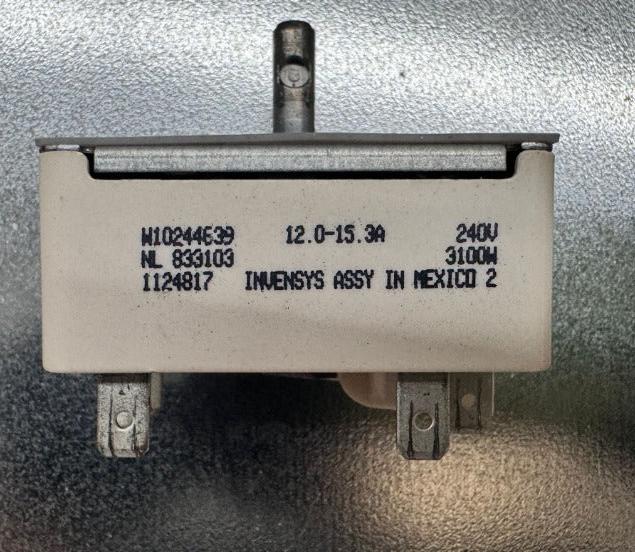 W10244639 12.0-15.3A 240V
NL 833103 3100W
1124817 INVENSYS ASSY IN MEXICO 2